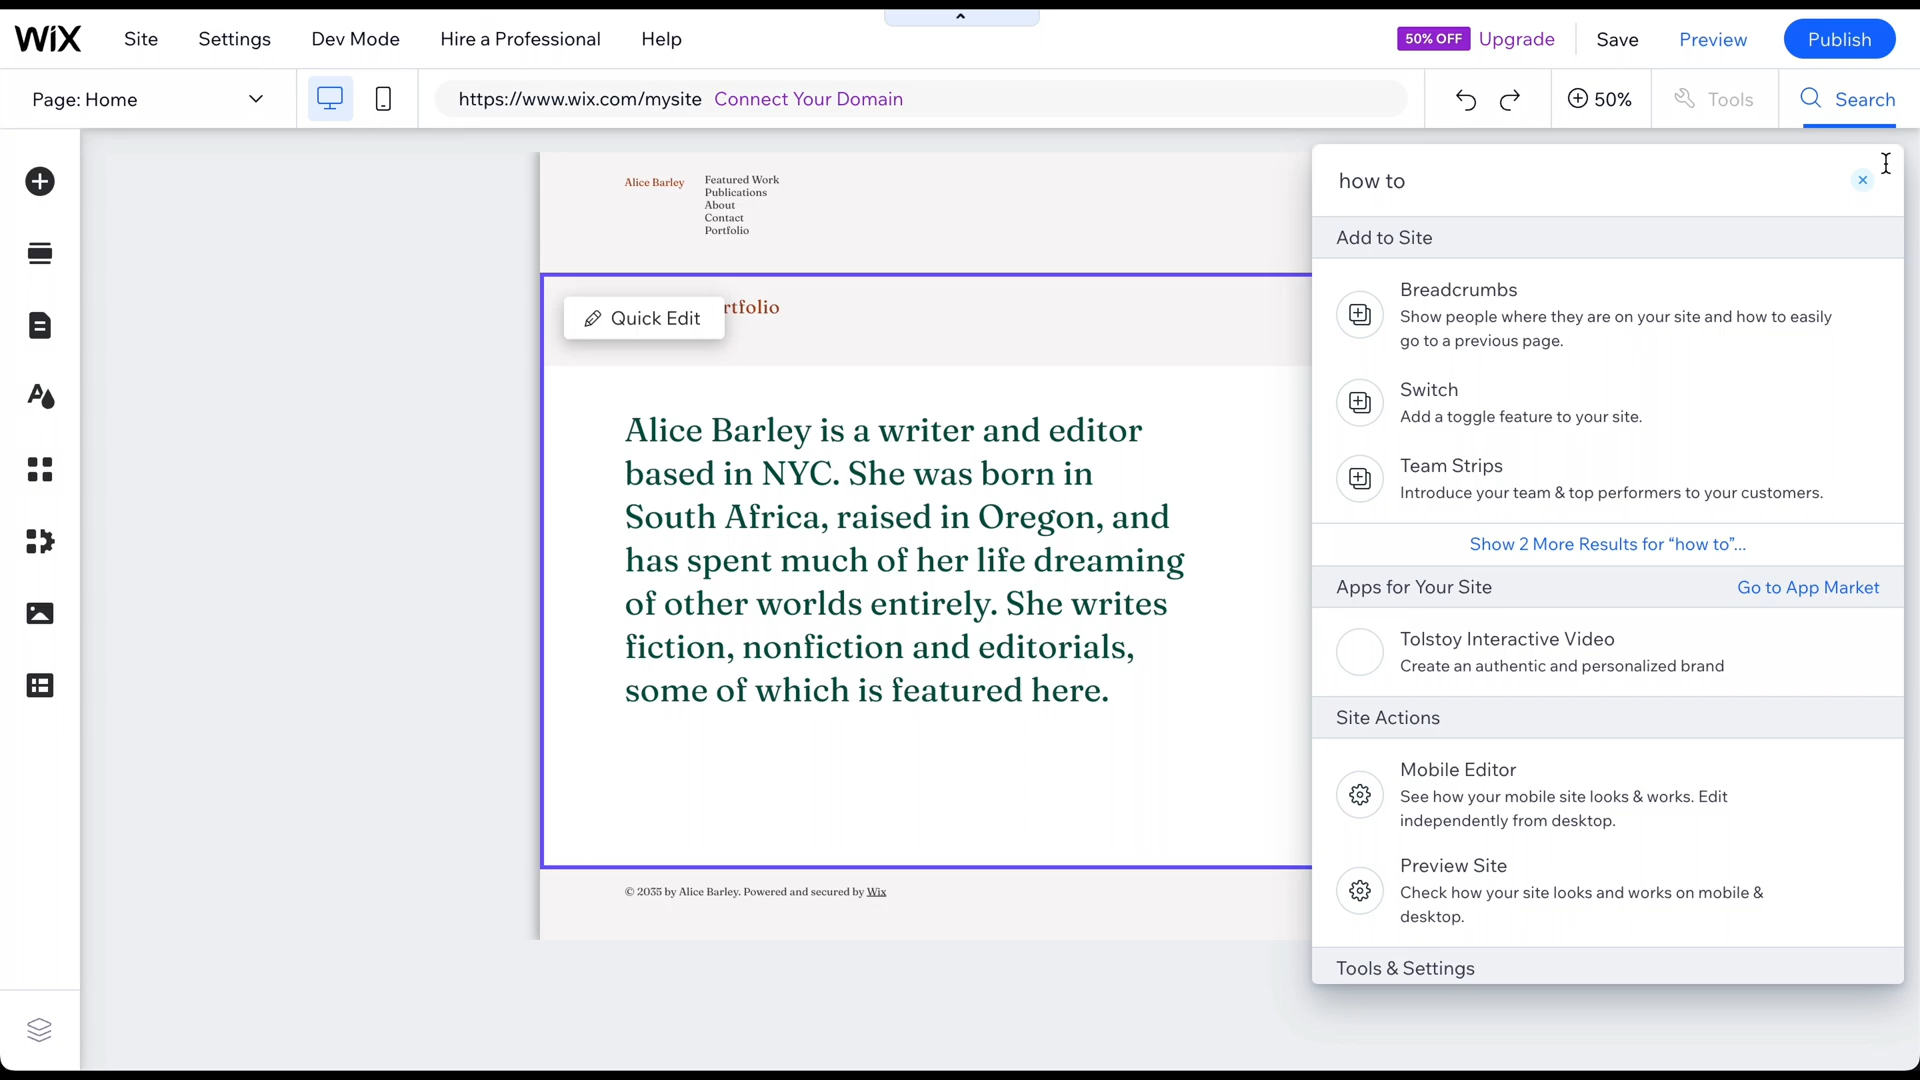 WiX Site Settings Dev Mode Hire a Professional Help 50% OFF Upgrade Save Preview Publish
Page: Home https://www.wix.com/mysite Connect Your Domain 50% Tools Search
Alice Barley
Featured Work
Publications
About
Contact
Portfolio
Quick Edit rtfolio
Alice Barley is a writer and editor
based in NYC. She was born in
South Africa, raised in Oregon, and
has spent much of her life dreaming
of other worlds entirely. She writes
fiction, nonfiction and editorials,
some of which is featured here.
© 2035 by Alice Barley. Powered and secured by Wix
how to
Add to Site
Breadcrumbs
Show people where they are on your site and how to easily
go to a previous page.
Switch
Add a toggle feature to your site.
Team Strips
Introduce your team & top performers to your customers.
Show 2 More Results for “how to”...
Apps for Your Site Go to App Market
Tolstoy Interactive Video
Create an authentic and personalized brand
Site Actions
Mobile Editor
See how your mobile site looks & works. Edit
independently from desktop.
Preview Site
Check how your site looks and works on mobile &
desktop.
Tools & Settings